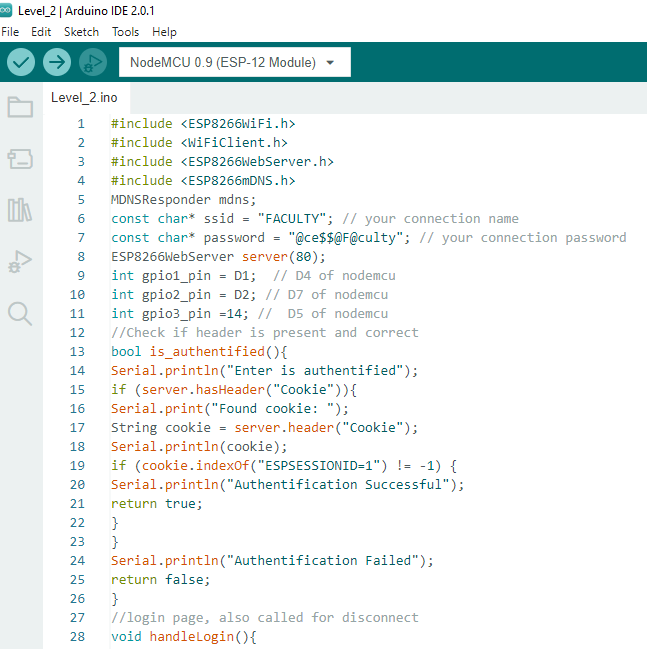 Level_2 | Arduino IDE 2.0.1
File Edit Sketch Tools Help
NodeMCU 0.9 (ESP-12 Module)
Level_2.ino
1 #include <ESP8266WiFi.h>
2 #include <WiFiClient.h>
3 #include <ESP8266WebServer.h>
4 #include <ESP8266mDNS.h>
5 MDNSResponder mdns;
6 const char* ssid = "FACULTY"; // your connection name
7 const char* password = "@ce$$@F@culty"; // your connection password
8 ESP8266WebServer server(80);
9 int gpio1_pin = D1;  // D4 of nodemcu
10 int gpio2_pin = D2; // D7 of nodemcu
11 int gpio3_pin =14; //  D5 of nodemcu
12 //Check if header is present and correct
13 bool is_authentified(){
14 Serial.println("Enter is authentified");
15 if (server.hasHeader("Cookie")){
16 Serial.print("Found cookie: ");
17 String cookie = server.header("Cookie");
18 Serial.println(cookie);
19 if (cookie.indexOf("ESPSESSIONID=1") != -1) {
20 Serial.println("Authentification Successful");
21 return true;
22 }
23 }
24 Serial.println("Authentification Failed");
25 return false;
26 }
27 //login page, also called for disconnect
28 void handleLogin(){